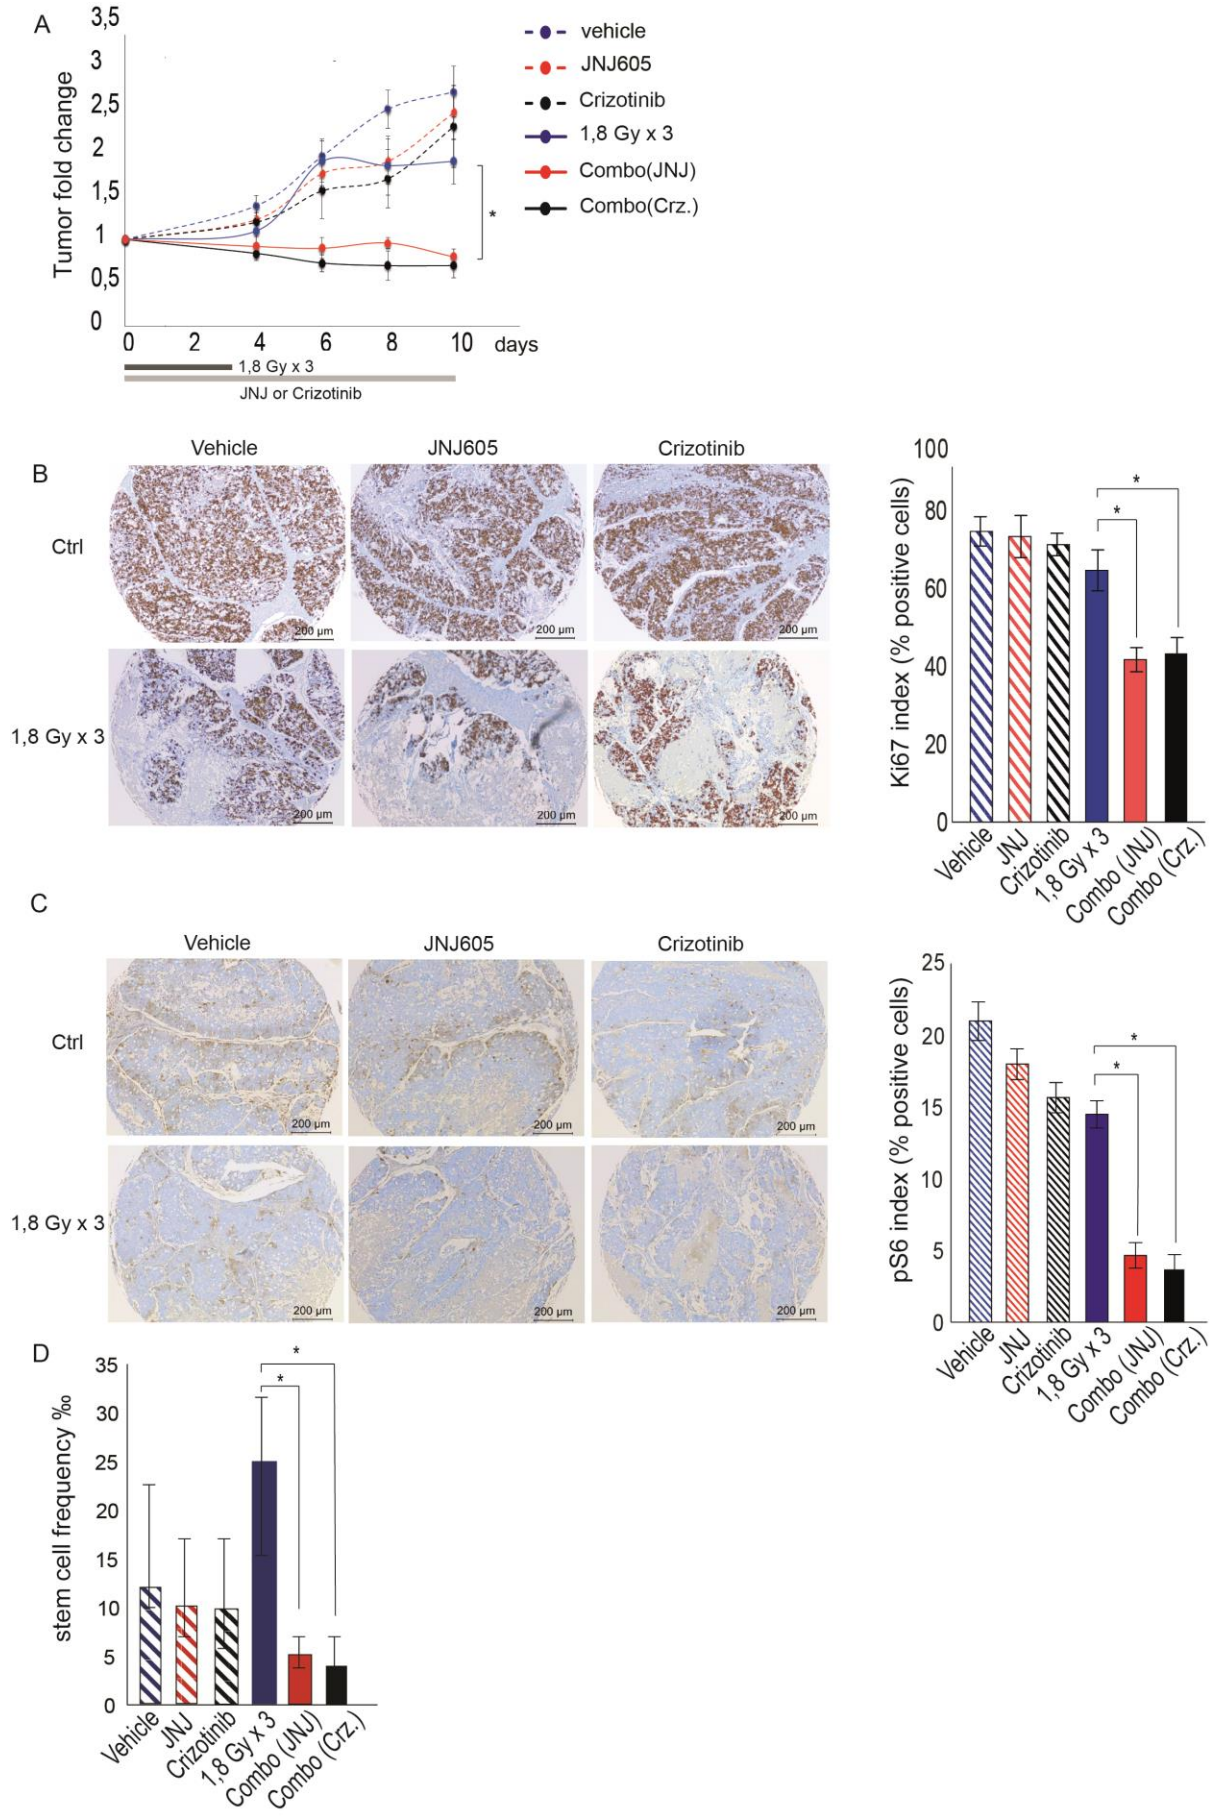 A
Tumor fold change
3,5
3
2,5
2
1,5
1
0,5
0
0 2 4 6 8 10 days
1,8 Gy x 3
JNJ or Crizotinib
vehicle
JNJ605
Crizotinib
1,8 Gy x 3
Combo(JNJ)
Combo(Crz.)
*
B
Vehicle JNJ605 Crizotinib
Ctrl
200 µm 200 µm 200 µm
1,8 Gy x 3
200 µm 200 µm 200 µm
Ki67 index (% positive cells)
100
80
60
40
20
0
*
*
Vehicle
JNJ
Crizotinib
1,8 Gy x 3
Combo (JNJ)
Combo (Crz.)
C
Vehicle JNJ605 Crizotinib
Ctrl
200 µm 200 µm 200 µm
1,8 Gy x 3
200 µm 200 µm 200 µm
pS6 index (% positive cells)
25
20
15
10
5
0
*
*
Vehicle
JNJ
Crizotinib
1,8 Gy x 3
Combo (JNJ)
Combo (Crz.)
D
stem cell frequency ‰
35
30
25
20
15
10
5
0
*
*
Vehicle
JNJ
Crizotinib
1,8 Gy x 3
Combo (JNJ)
Combo (Crz.)